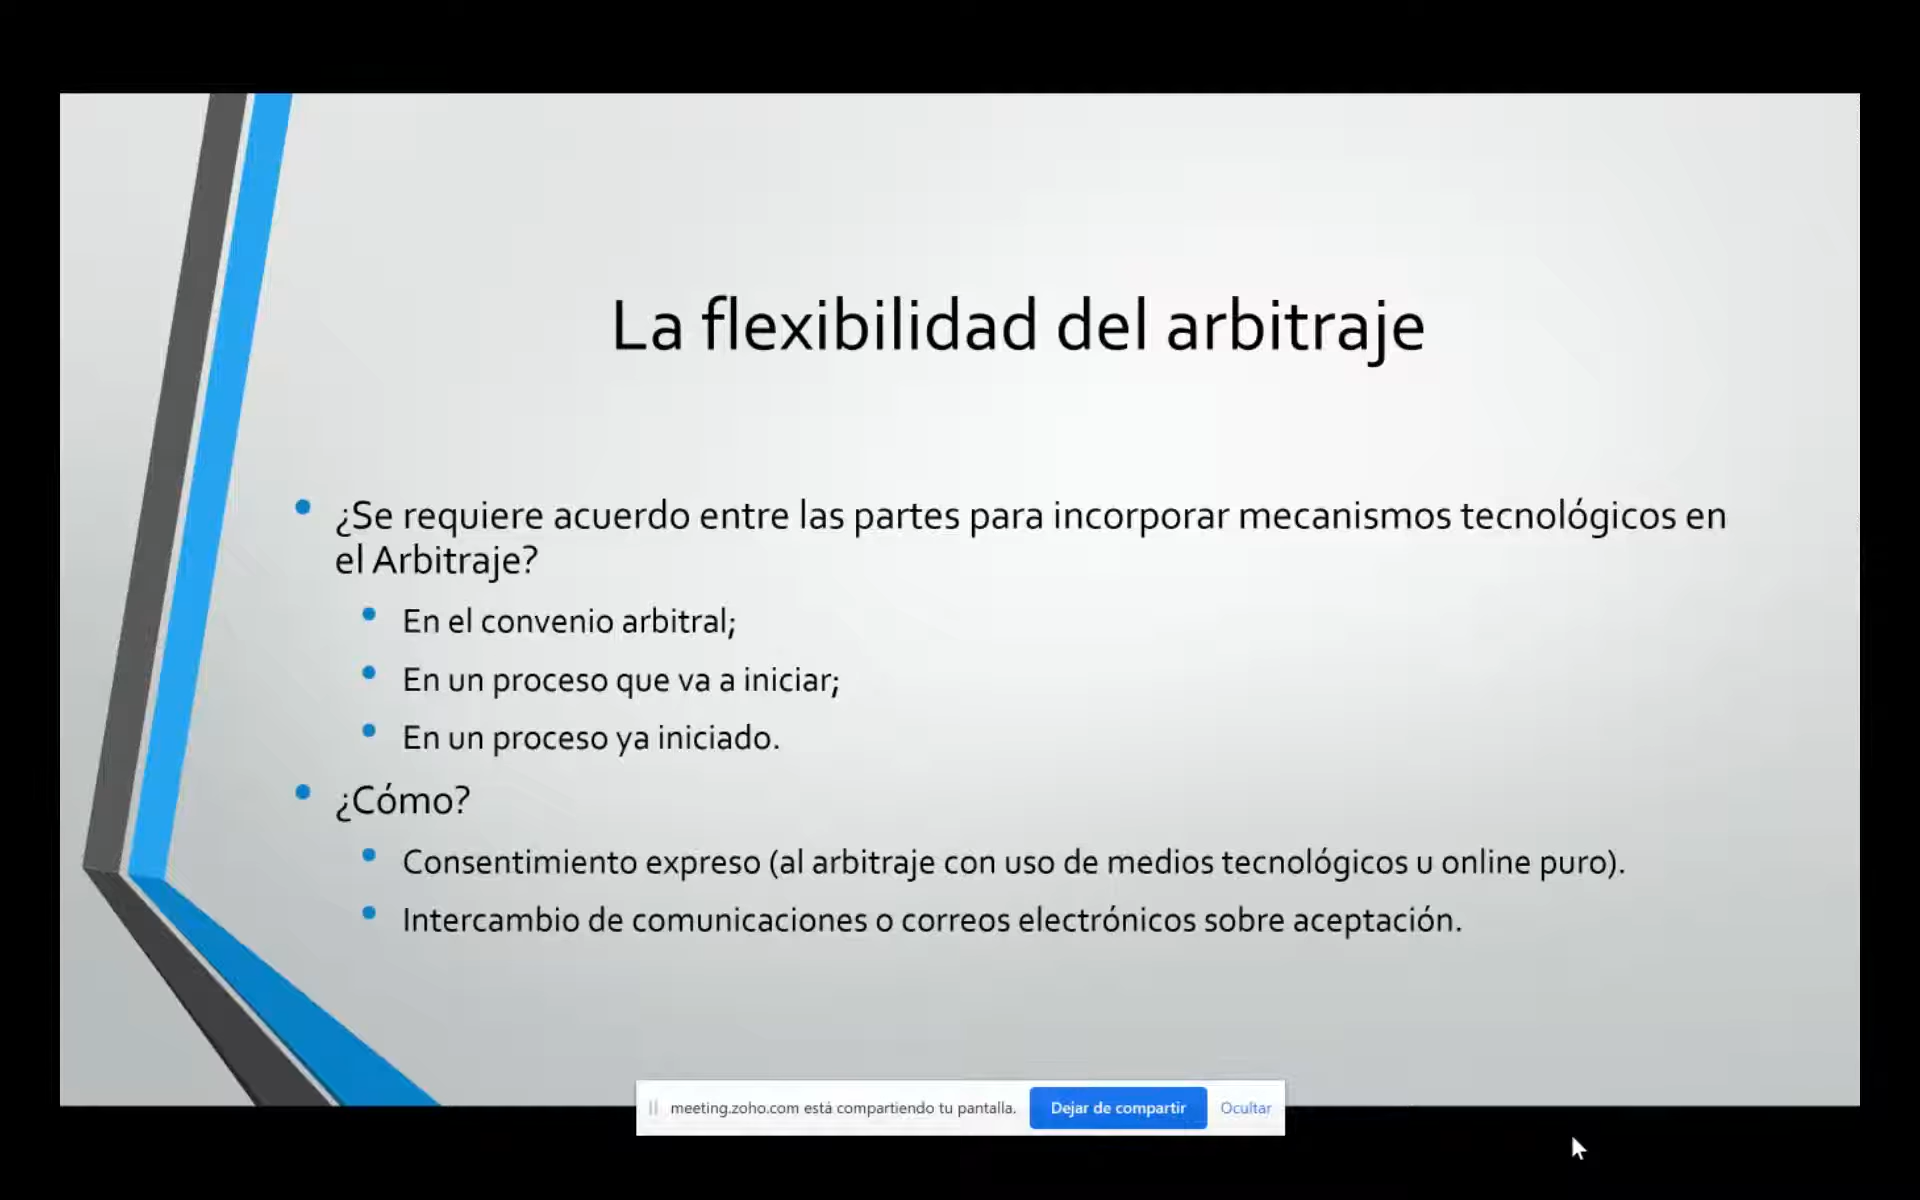 La flexibilidad del arbitraje
¿Se requiere acuerdo entre las partes para incorporar mecanismos tecnológicos en
el Arbitraje?
En el convenio arbitral;
En un proceso que va a iniciar;
En un proceso ya iniciado.
¿Cómo?
Consentimiento expreso (al arbitraje con uso de medios tecnológicos u online puro).
Intercambio de comunicaciones o correos electrónicos sobre aceptación.
meeting.zoho.com está compartiendo tu pantalla. Dejar de compartir Ocultar